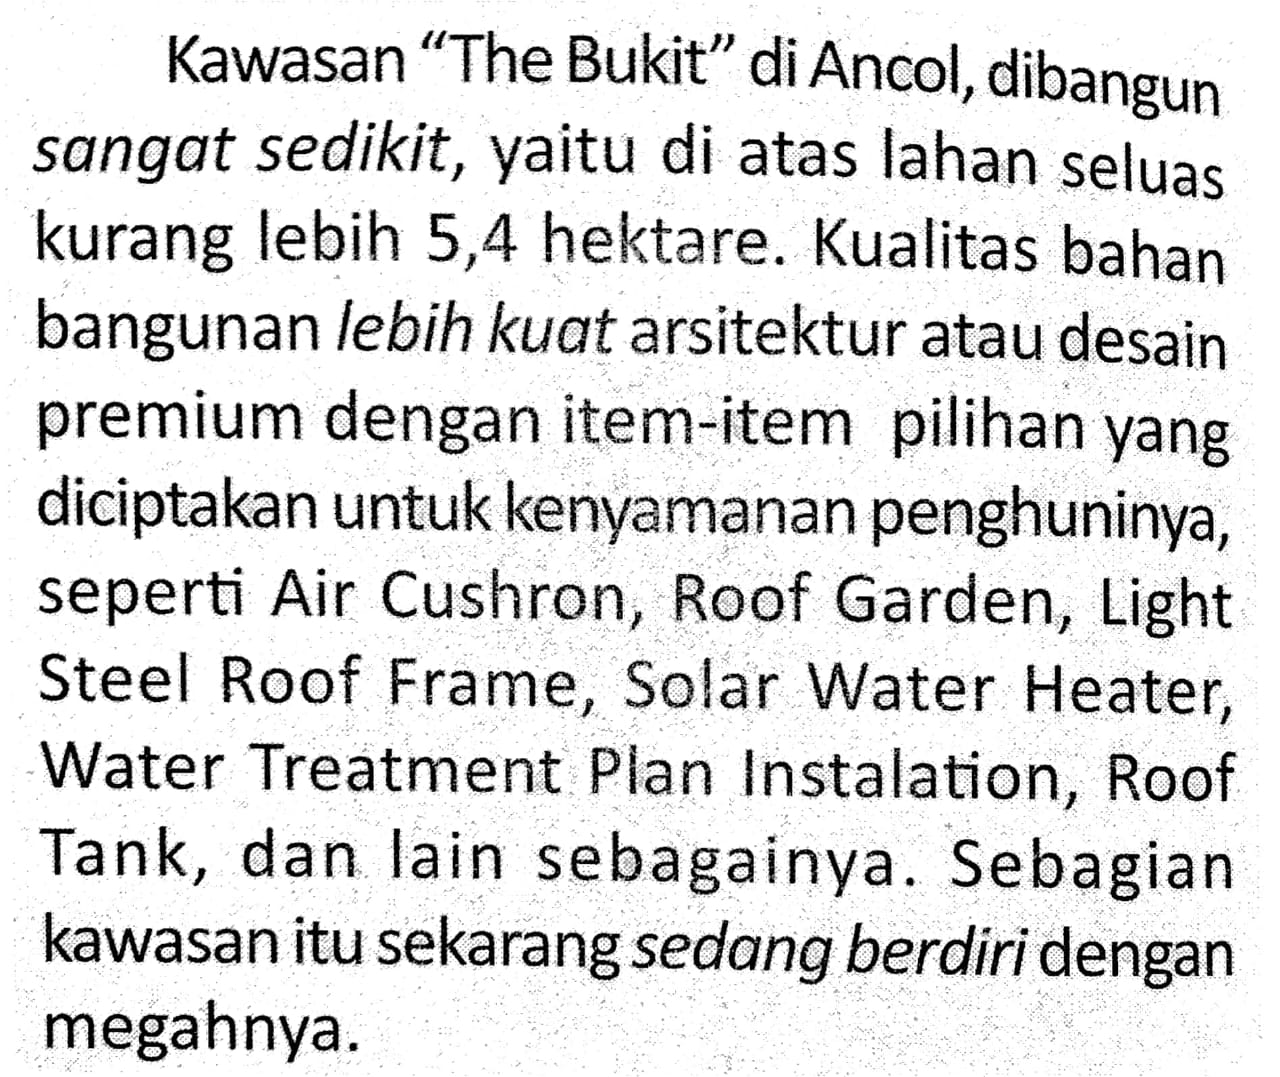 Kawasan “The Bukit” di Ancol, dibangun
sangat sedikit, yaitu di atas lahan seluas
kurang lebih 5,4 hektare. Kualitas bahan
bangunan lebih kuat arsitektur atau desain
premium dengan item-item pilihan yang
diciptakan untuk kenyamanan penghuninya,
seperti Air Cushron, Roof Garden, Light
Steel Roof Frame, Solar Water Heater,
Water Treatment Plan Instalation, Roof
Tank, dan lain sebagainya. Sebagian
kawasan itu sekarang sedang berdiri dengan
megahnya.